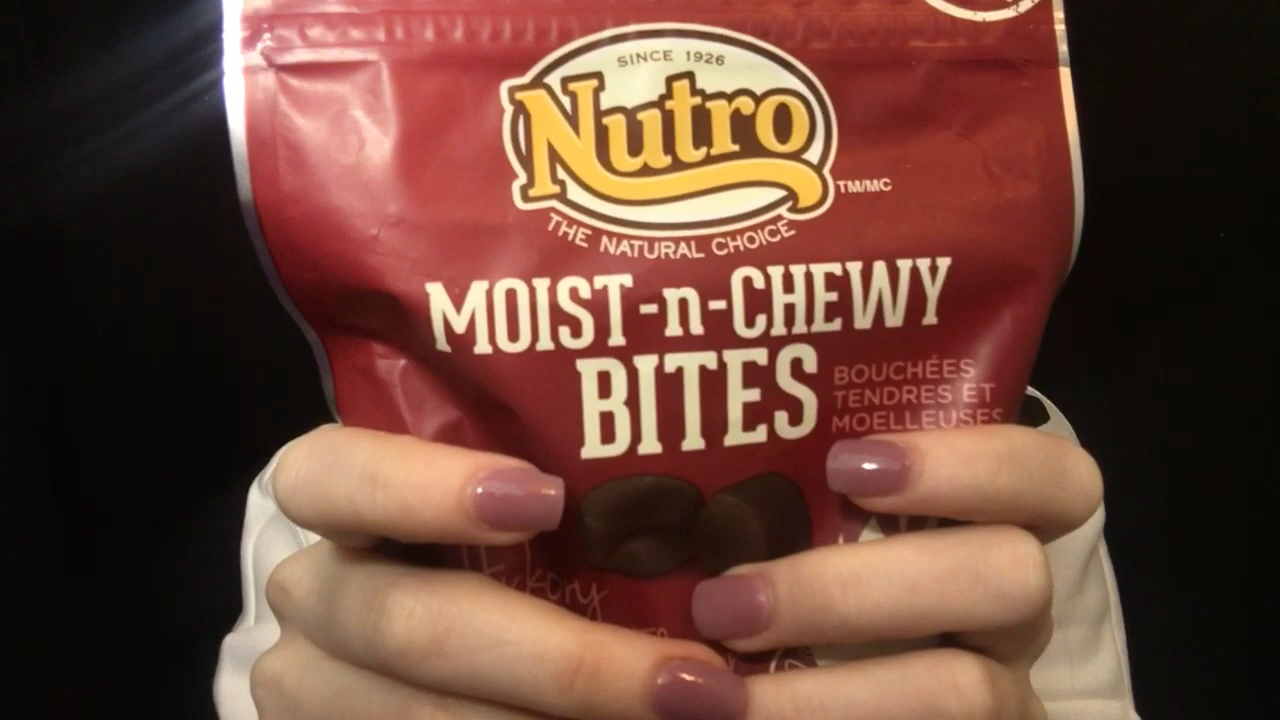 SINCE 1926
Nutro
TM/MC
THE NATURAL CHOICE
MOIST-n-CHEWY
BITES
BOUCHÉES
TENDRES ET
MOELLEUSES